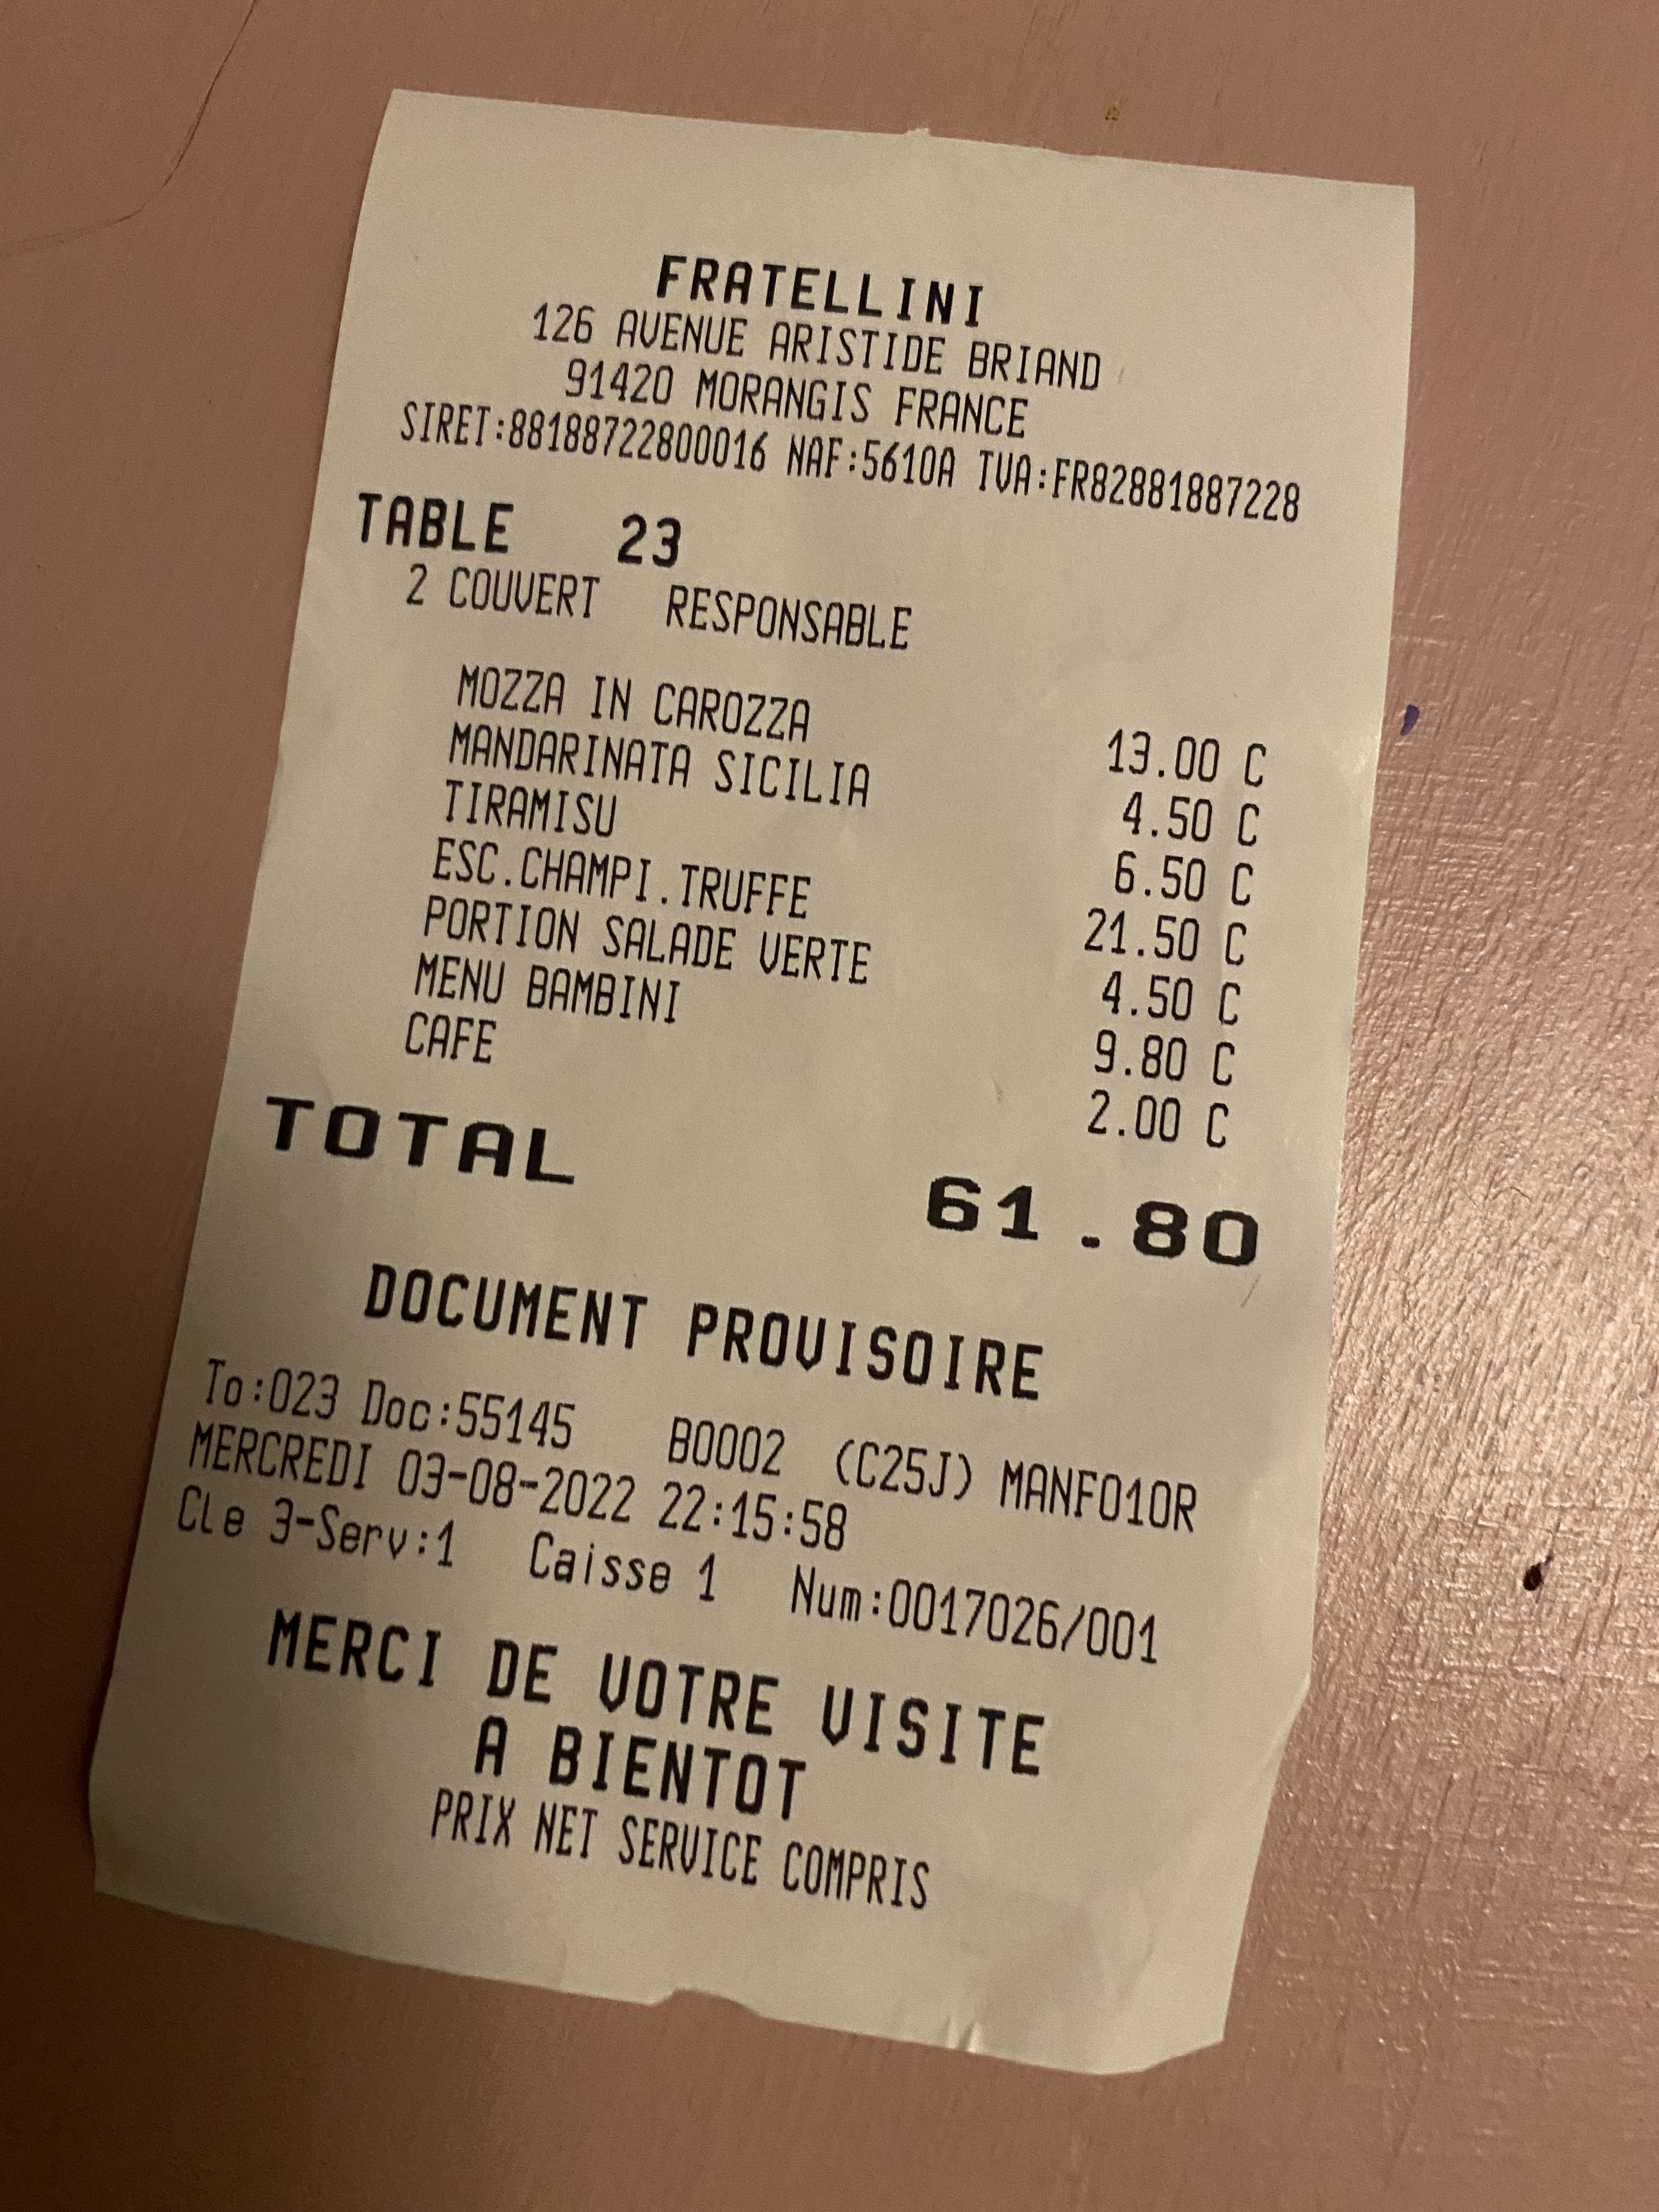 FRATELLINI
126 AVENUE ARISTIDE BRIAND
91420 MORANGIS FRANCE
SIRET:88188722800016 NAF:5610A TVA:FR82881887228
TABLE 23
2 COUVERT RESPONSABLE
MOZZA IN CAROZZA 13.00 C
MANDARINATA SICILIA 4.50 C
TIRAMISU 6.50 C
ESC.CHAMPI.TRUFFE 21.50 C
PORTION SALADE VERTE 4.50 C
MENU BAMBINI 9.80 C
CAFE 2.00 C
TOTAL 61.80
DOCUMENT PROVISOIRE
To:023 Doc:55145 B0002 (C25J) MANF010R
MERCREDI 03-08-2022 22:15:58
Cle 3-Serv:1 Caisse 1 Num:0017026/001
MERCI DE VOTRE VISITE
A BIENTOT
PRIX NET SERVICE COMPRIS